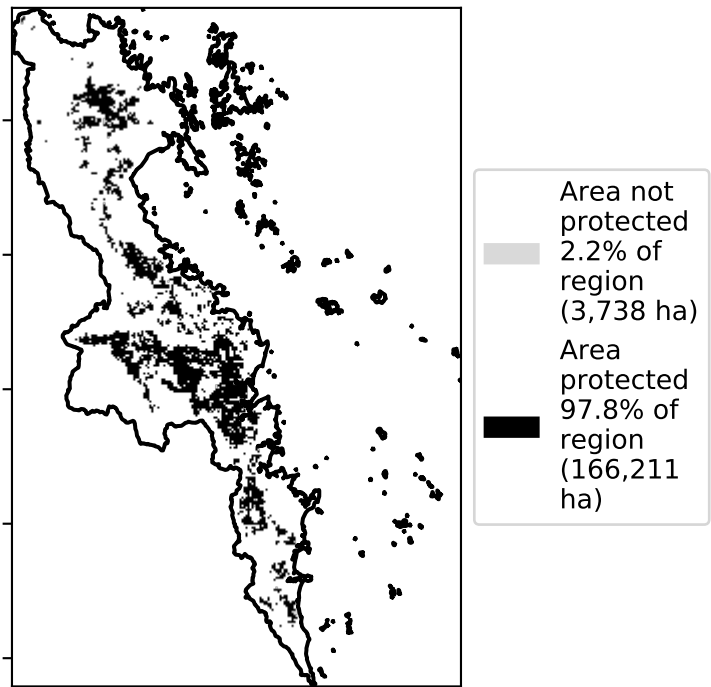 Area not
protected
2.2% of
region
(3,738 ha)
Area
protected
97.8% of
region
(166,211
ha)